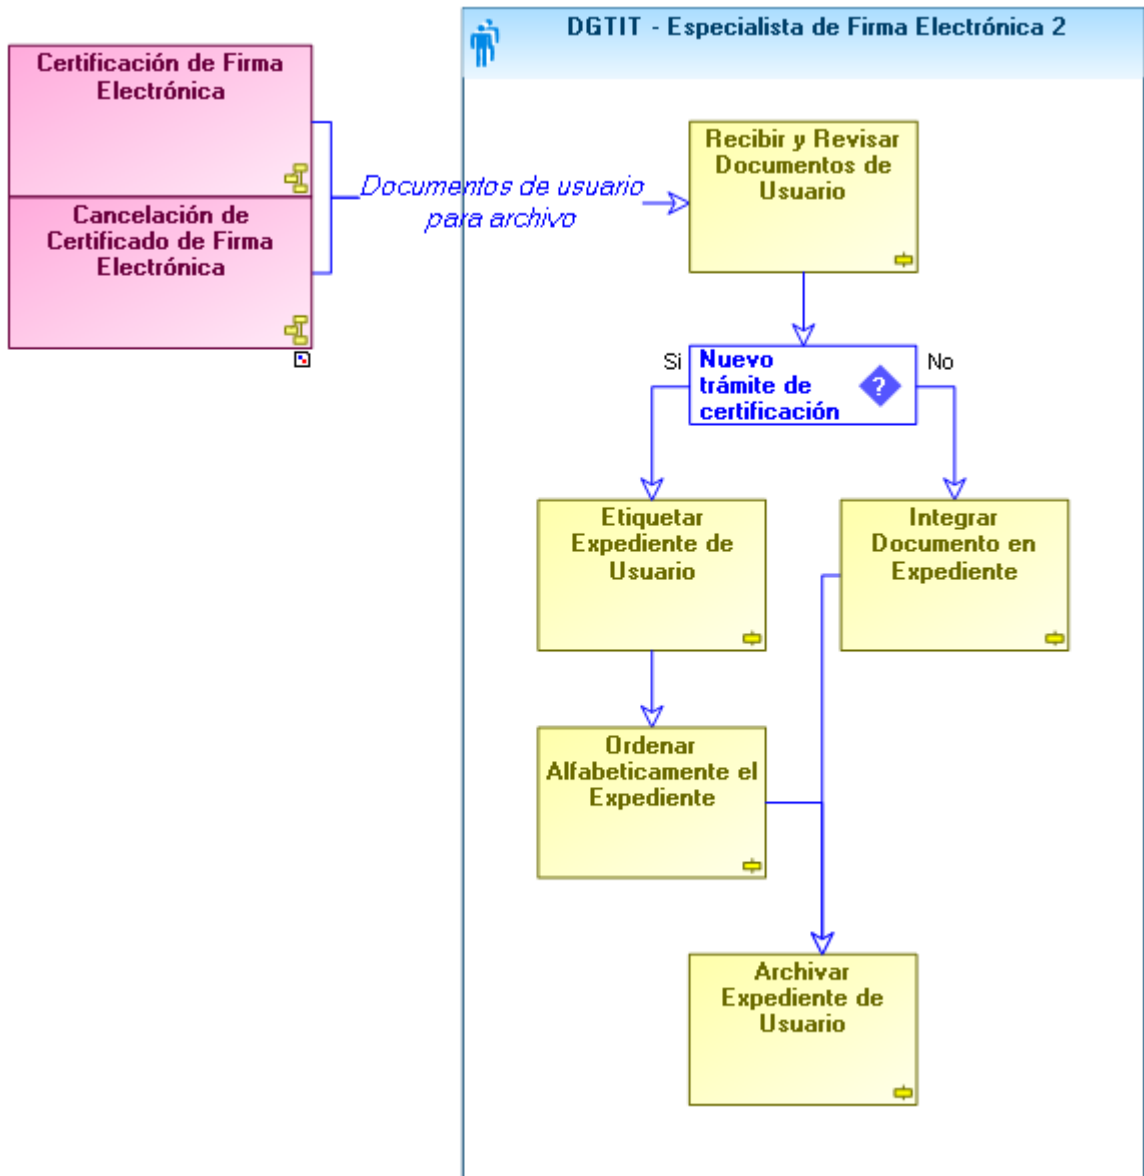 DGTIT - Especialista de Firma Electrónica 2
Certificación de Firma
Electrónica
Cancelación de
Certificado de Firma
Electrónica
Documentos de usuario
para archivo
Recibir y Revisar
Documentos de
Usuario
Si
Nuevo
trámite de
certificación
?
No
Etiquetar
Expediente de
Usuario
Integrar
Documento en
Expediente
Ordenar
Alfabeticamente el
Expediente
Archivar
Expediente de
Usuario